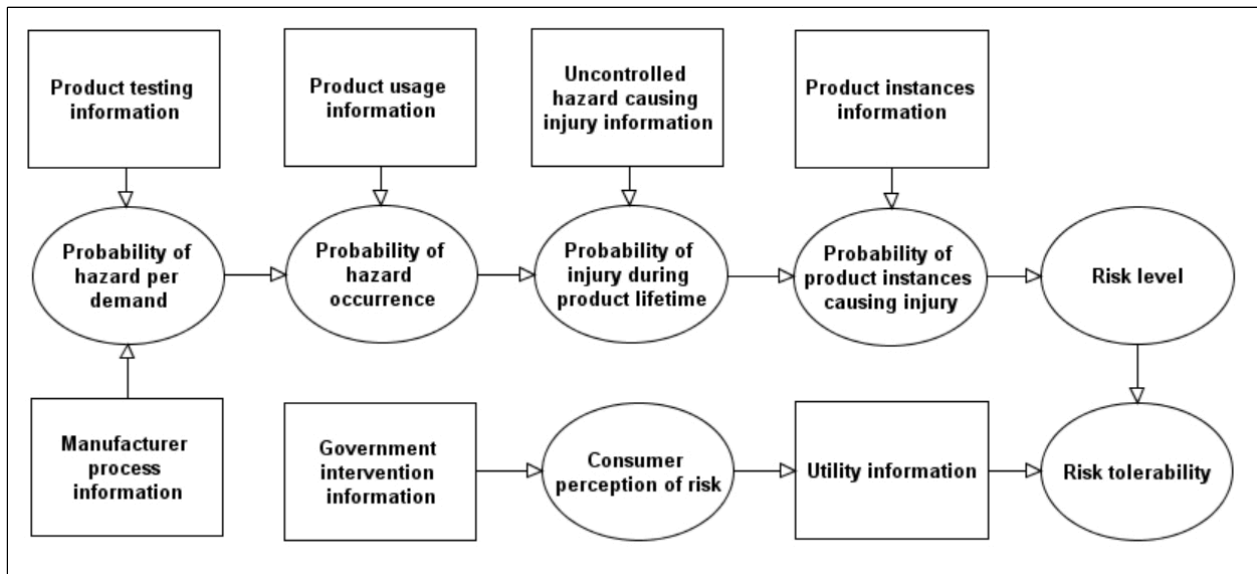 Product testing
information
Product usage
information
Uncontrolled
hazard causing
injury information
Product instances
information
Probability of
hazard per
demand
Probability of
hazard
occurrence
Probability of
injury during
product lifetime
Probability of
product instances
causing injury
Risk level
Manufacturer
process
information
Government
intervention
information
Consumer
perception of risk
Utility information
Risk tolerability